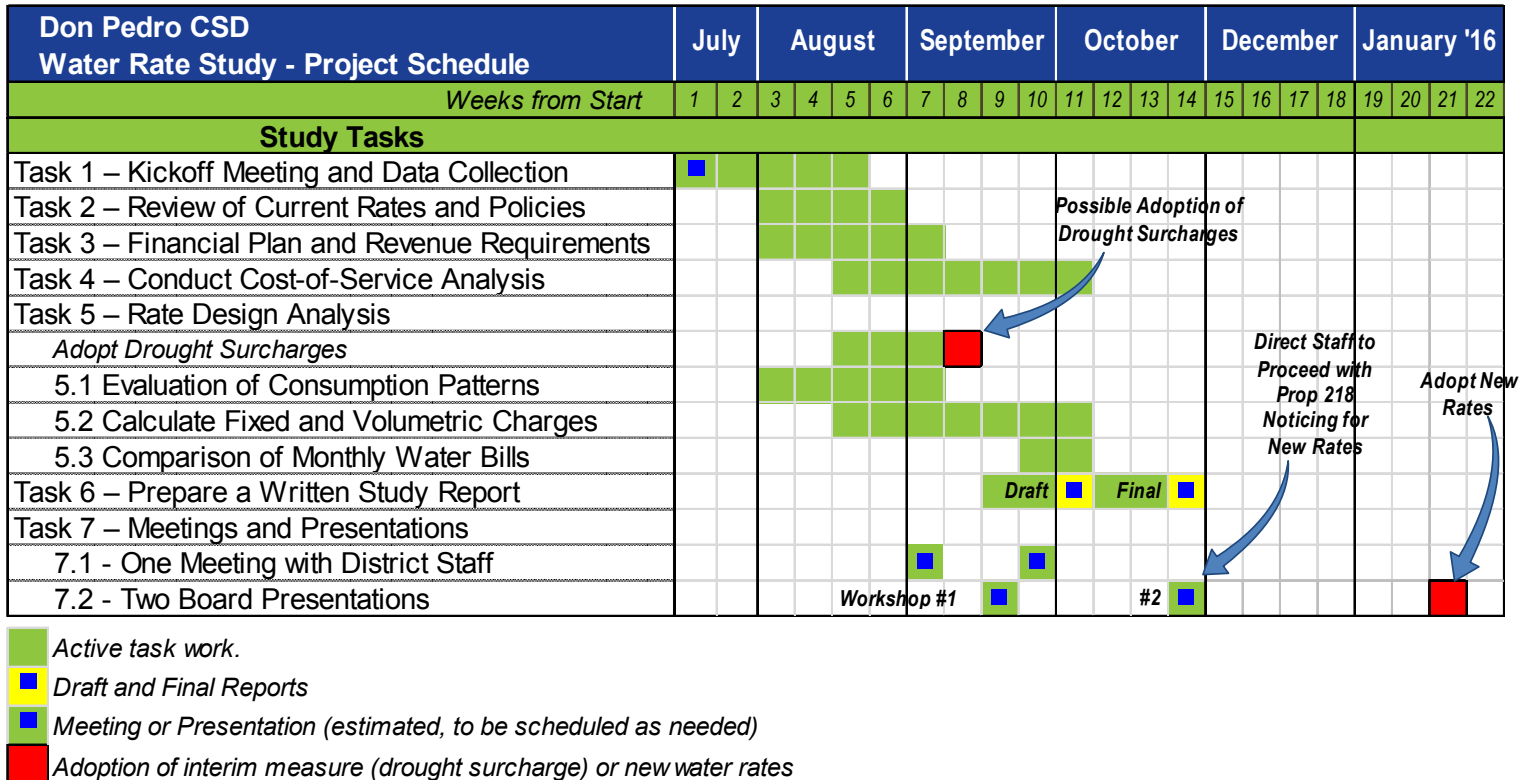 Don Pedro CSD
Water Rate Study - Project Schedule
July August September October December January '16
Weeks from Start 1 2 3 4 5 6 7 8 9 10 11 12 13 14 15 16 17 18 19 20 21 22
Study Tasks
Task 1 – Kickoff Meeting and Data Collection
Task 2 – Review of Current Rates and Policies
Task 3 – Financial Plan and Revenue Requirements
Task 4 – Conduct Cost-of-Service Analysis
Task 5 – Rate Design Analysis
Adopt Drought Surcharges
5.1 Evaluation of Consumption Patterns
5.2 Calculate Fixed and Volumetric Charges
5.3 Comparison of Monthly Water Bills
Task 6 – Prepare a Written Study Report
Draft Final
Task 7 – Meetings and Presentations
7.1 - One Meeting with District Staff
7.2 - Two Board Presentations
Workshop #1 #2
Possible Adoption of
Drought Surcharges
Direct Staff to
Proceed with
Prop 218
Noticing for
New Rates
Adopt New
Rates
Active task work.
Draft and Final Reports
Meeting or Presentation (estimated, to be scheduled as needed)
Adoption of interim measure (drought surcharge) or new water rates